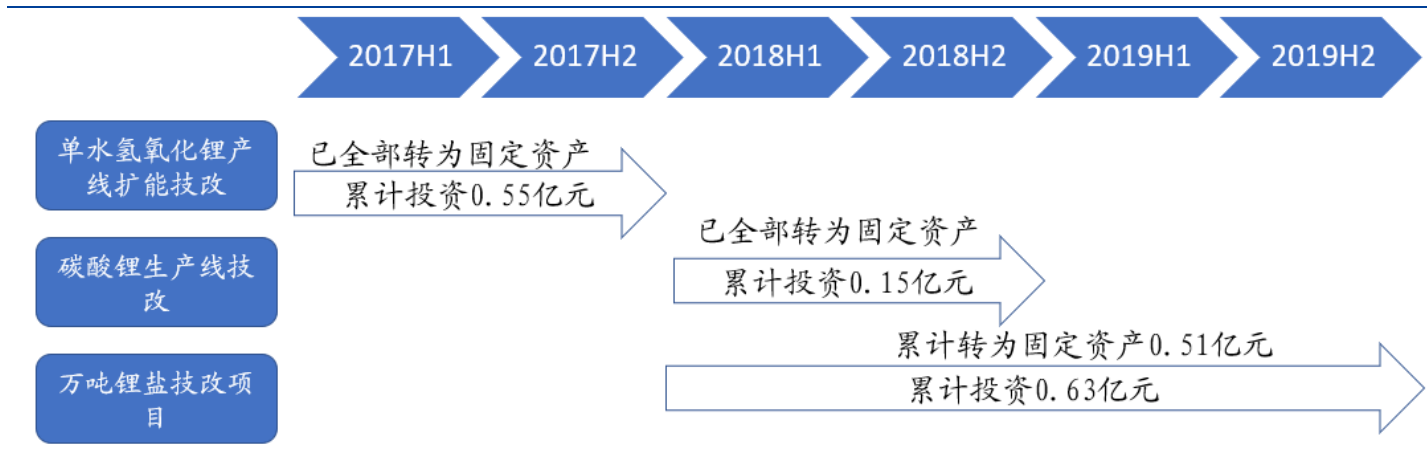 2017H1 2017H2 2018H1 2018H2 2019H1 2019H2
单水氢氧化锂产
线扩能技改
已全部转为固定资产
累计投资0.55亿元
碳酸锂生产线技
改
已全部转为固定资产
累计投资0.15亿元
万吨锂盐技改项
目
累计转为固定资产0.51亿元
累计投资0.63亿元